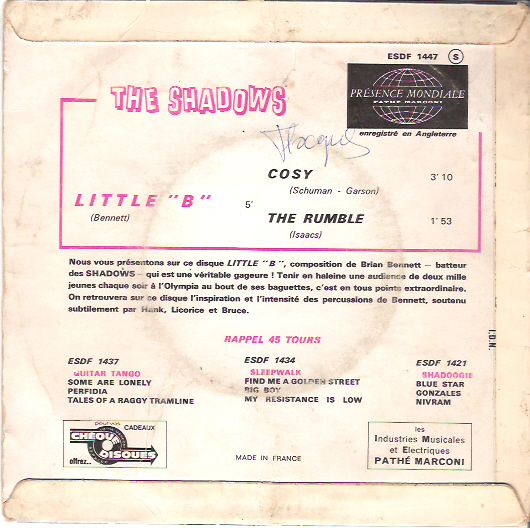 ESDF 1447 S
THE SHADOWS
PRÉSENCE MONDIALE
PATHÉ MARCONI
enregistré en Angleterre
Jacques
LITTLE "B" 5'
(Bennett)
COSY 3'10
(Schuman - Garson)
THE RUMBLE 1'53
(Isaacs)
Nous vous présentons sur ce disque LITTLE "B", composition de Brian Bennett — batteur
des SHADOWS — qui est une véritable gageure ! Tenir en haleine une audience de deux mille
jeunes chaque soir à l'Olympia au bout de ses baguettes, c'est en tous points extraordinaire.
On retrouvera sur ce disque l'inspiration et l'intensité des percussions de Bennett, soutenu
subtilement par Hank, Licorice et Bruce.
RAPPEL 45 TOURS
ESDF 1437
GUITAR TANGO
SOME ARE LONELY
PERFIDIA
TALES OF A RAGGY TRAMLINE
ESDF 1434
SLEEPWALK
FIND ME A GOLDEN STREET
BIG BOY
MY RESISTANCE IS LOW
ESDF 1421
SHADOOGIE
BLUE STAR
GONZALES
NIVRAM
I.D.N.
pour vos CADEAUX
CHEQUE
DISQUES
offrez...
MADE IN FRANCE
les
Industries Musicales
et Electriques
PATHÉ MARCONI